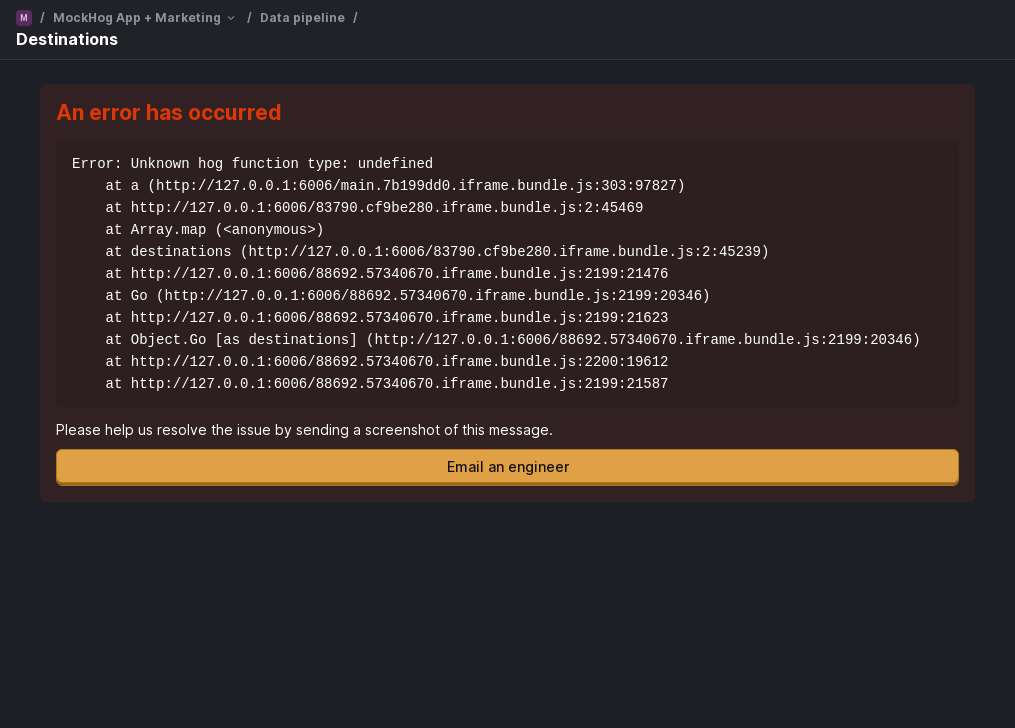 M / MockHog App + Marketing / Data pipeline /
Destinations
An error has occurred
Error: Unknown hog function type: undefined
    at a (http://127.0.0.1:6006/main.7b199dd0.iframe.bundle.js:303:97827)
    at http://127.0.0.1:6006/83790.cf9be280.iframe.bundle.js:2:45469
    at Array.map (<anonymous>)
    at destinations (http://127.0.0.1:6006/83790.cf9be280.iframe.bundle.js:2:45239)
    at http://127.0.0.1:6006/88692.57340670.iframe.bundle.js:2199:21476
    at Go (http://127.0.0.1:6006/88692.57340670.iframe.bundle.js:2199:20346)
    at http://127.0.0.1:6006/88692.57340670.iframe.bundle.js:2199:21623
    at Object.Go [as destinations] (http://127.0.0.1:6006/88692.57340670.iframe.bundle.js:2199:20346)
    at http://127.0.0.1:6006/88692.57340670.iframe.bundle.js:2200:19612
    at http://127.0.0.1:6006/88692.57340670.iframe.bundle.js:2199:21587
Please help us resolve the issue by sending a screenshot of this message.
Email an engineer